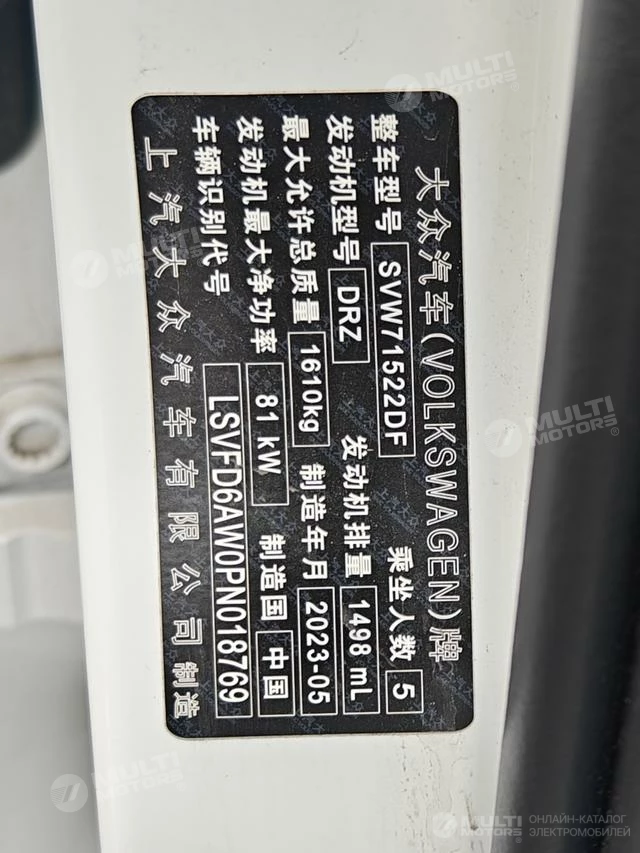 大众汽车(VOLKSWAGEN)牌
整车型号 SVW71522DF 乘坐人数 5
发动机型号 DRZ 发动机排量 1498 mL
最大允许总质量 1610kg 制造年月 2023-05
发动机最大净功率 81 kW 制造国 中国
车辆识别代号 LSVFD6AW0PN018769
上汽大众汽车有限公司制造
MULTI
MOTORS®
MULTI
MOTORS®
MULTI
MOTORS
ОНЛАЙН-КАТАЛОГ
ЭЛЕКТРОМОБИЛЕЙ